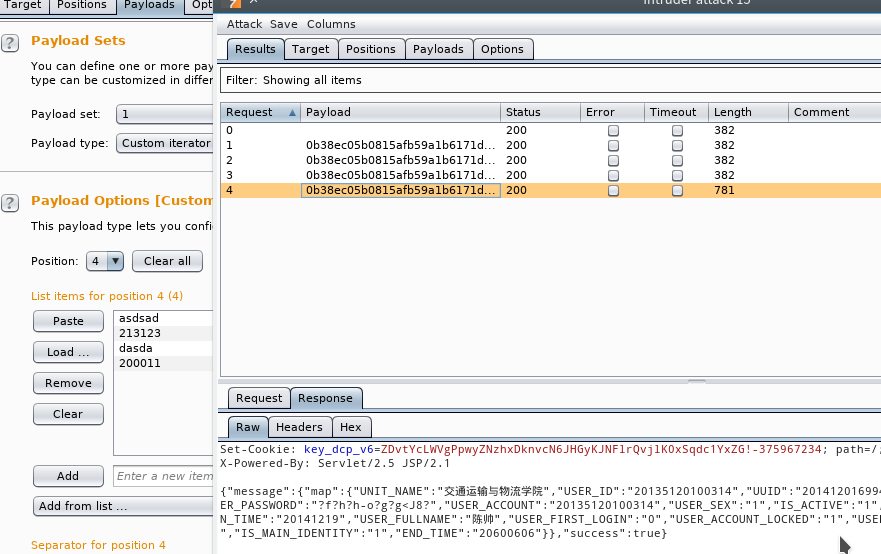 Target Positions Payloads Opt
Intruder attack 15
Attack Save Columns
Results Target Positions Payloads Options
Payload Sets
You can define one or more pay
type can be customized in differ
Payload set: 1
Payload type: Custom iterator
Filter: Showing all items
Request Payload Status Error Timeout Length Comment
0 200 382
1 0b38ec05b0815afb59a1b6171d... 200 382
2 0b38ec05b0815afb59a1b6171d... 200 382
3 0b38ec05b0815afb59a1b6171d... 200 382
4 0b38ec05b0815afb59a1b6171d... 200 781
Payload Options [Custom
This payload type lets you confi
Position: 4 Clear all
List items for position 4 (4)
Paste
Load ...
Remove
Clear
asdsad
213123
dasda
200011
Add Enter a new item
Add from list ...
Separator for position 4
Request Response
Raw Headers Hex
Set-Cookie: key_dcp_v6=ZDvtYcLWVgPpwyZNzhxDknvcN6JHGyKJNFlrQvjlK0xSqdc1YxZG!-375967234; path=/;
X-Powered-By: Servlet/2.5 JSP/2.1
{"message":{"map":{"UNIT_NAME":"交通运输与物流学院","USER_ID":"20135120100314","UUID":"201412016994
ER_PASSWORD":"?f?h?h-o?g?g<J8?","USER_ACCOUNT":"20135120100314","USER_SEX":"1","IS_ACTIVE":"1",
N_TIME":"20141219","USER_FULLNAME":"陈帅","USER_FIRST_LOGIN":"0","USER_ACCOUNT_LOCKED":"1","USE
","IS_MAIN_IDENTITY":"1","END_TIME":"20600606"}},"success":true}